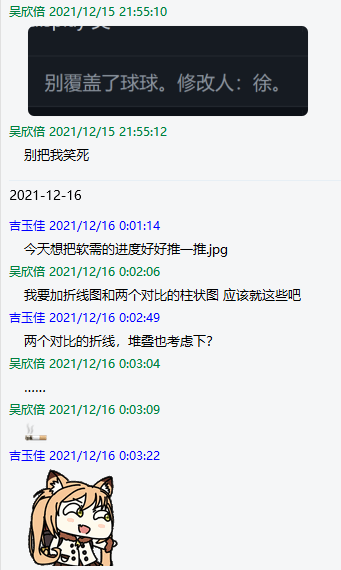 吴欣倍 2021/12/15 21:55:10
别覆盖了球球。修改人：徐。
吴欣倍 2021/12/15 21:55:12
别把我笑死
2021-12-16
吉玉佳 2021/12/16 0:01:14
今天想把软需的进度好好推一推.jpg
吴欣倍 2021/12/16 0:02:06
我要加折线图和两个对比的柱状图 应该就这些吧
吉玉佳 2021/12/16 0:02:49
两个对比的折线，堆叠也考虑下？
吴欣倍 2021/12/16 0:03:04
……
吴欣倍 2021/12/16 0:03:09
吉玉佳 2021/12/16 0:03:22